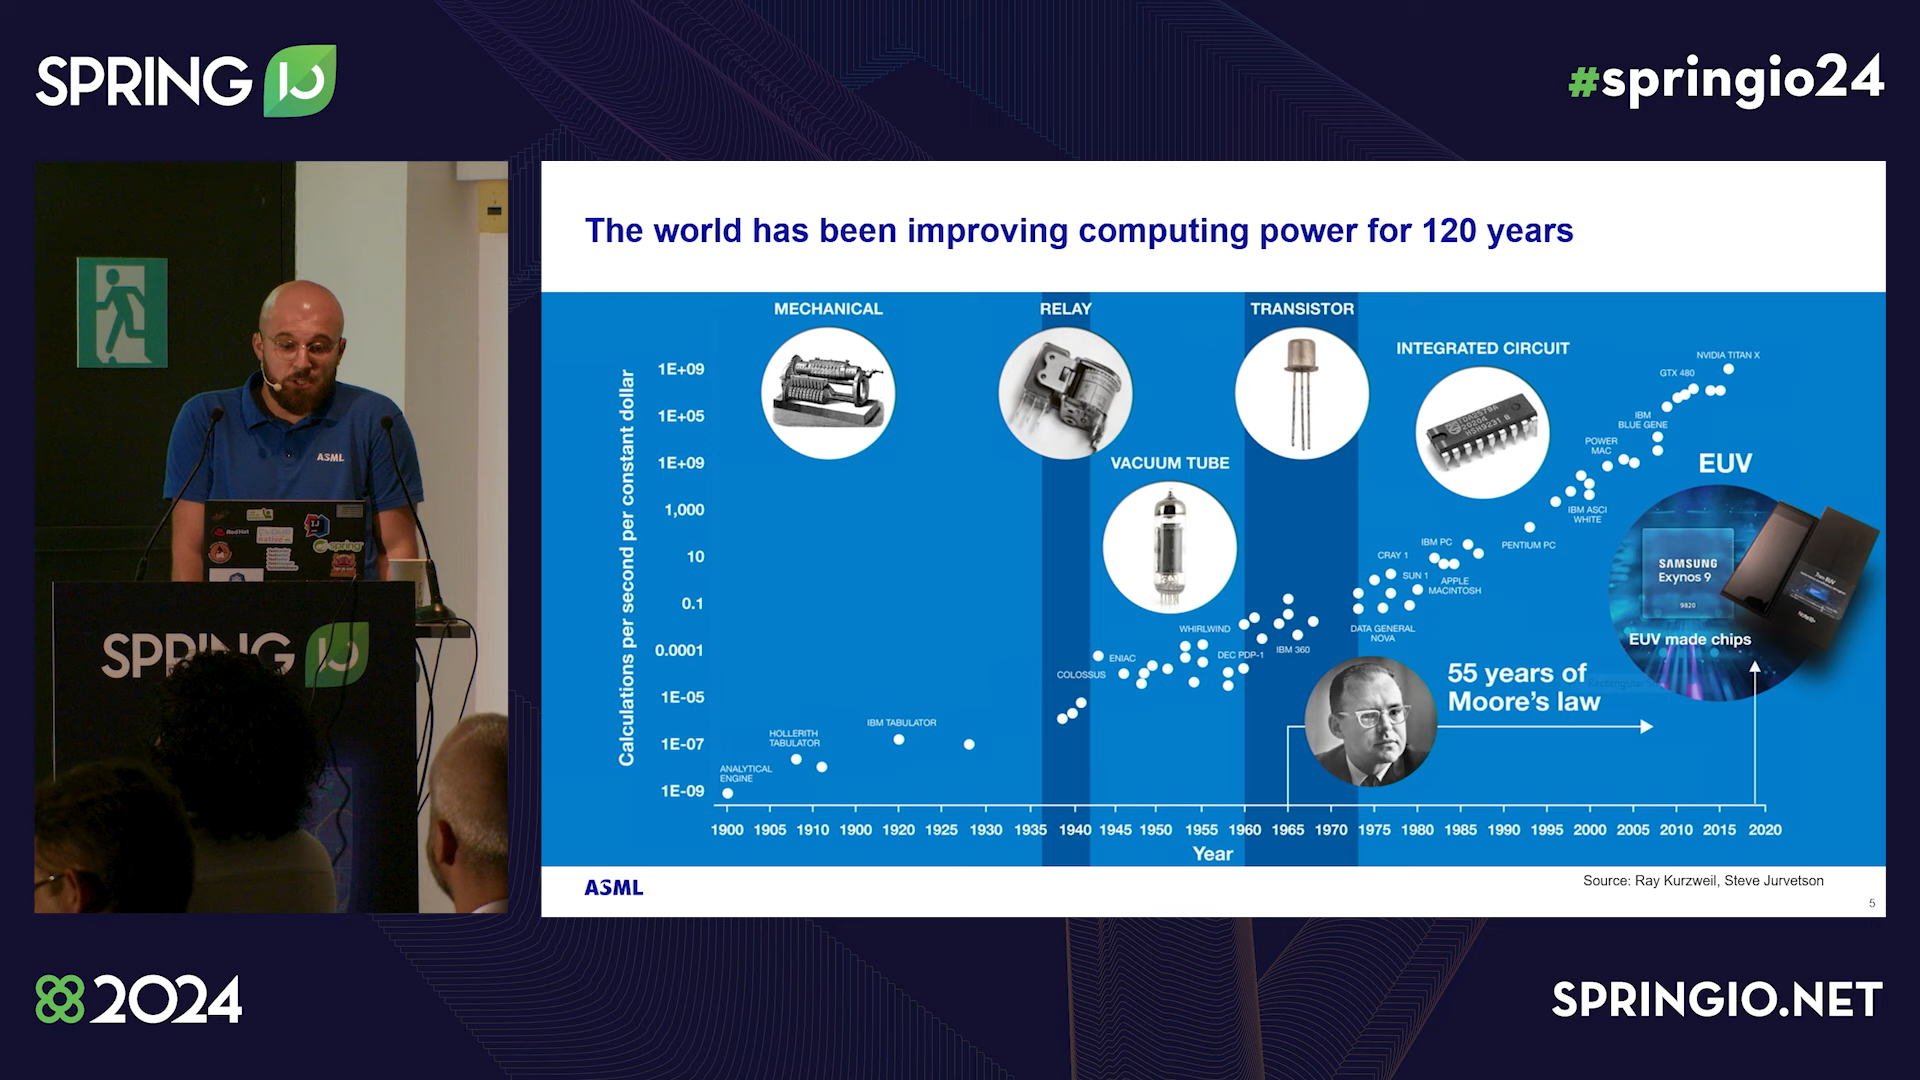 SPRING IO
#springio24
ASML
RedHat
IJ
spring
SPRING IO
The world has been improving computing power for 120 years
MECHANICAL
RELAY
TRANSISTOR
INTEGRATED CIRCUIT
VACUUM TUBE
EUV
Calculations per second per constant dollar
1E+09
1E+05
1E+09
1,000
10
0.1
0.0001
1E-05
1E-07
1E-09
ANALYTICAL
ENGINE
HOLLERITH
TABULATOR
IBM TABULATOR
COLOSSUS
ENIAC
WHIRLWIND
DEC PDP-1
IBM 360
DATA GENERAL
NOVA
CRAY 1
SUN 1
IBM PC
APPLE
MACINTOSH
PENTIUM PC
IBM ASCI
WHITE
POWER
MAC
IBM
BLUE GENE
GTX 480
NVIDIA TITAN X
SAMSUNG
Exynos 9
9820
EUV made chips
55 years of
Moore's law
1900 1905 1910 1900 1920 1925 1930 1935 1940 1945 1950 1955 1960 1965 1970 1975 1980 1985 1990 1995 2000 2005 2010 2015 2020
Year
ASML
Source: Ray Kurzweil, Steve Jurvetson
5
2024
SPRINGIO.NET